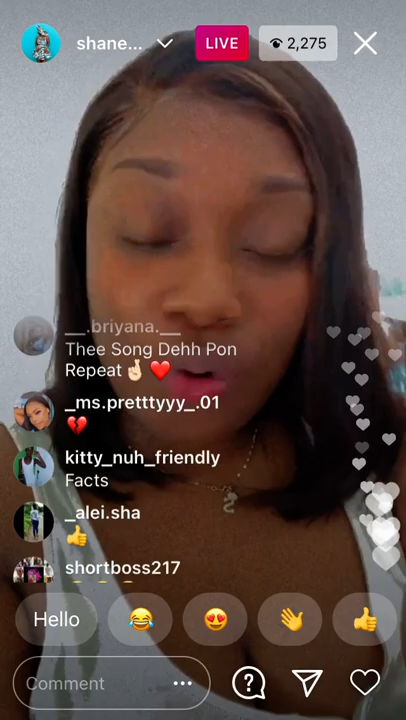 shane...
LIVE
2,275
__.briyana.__
Thee Song Dehh Pon
Repeat🤞🏻❤️
_ms.pretttyyy_.01
💔
kitty_nuh_friendly
Facts
_alei.sha
👍
shortboss217
Hello 😂 😍 👋 👍
Comment